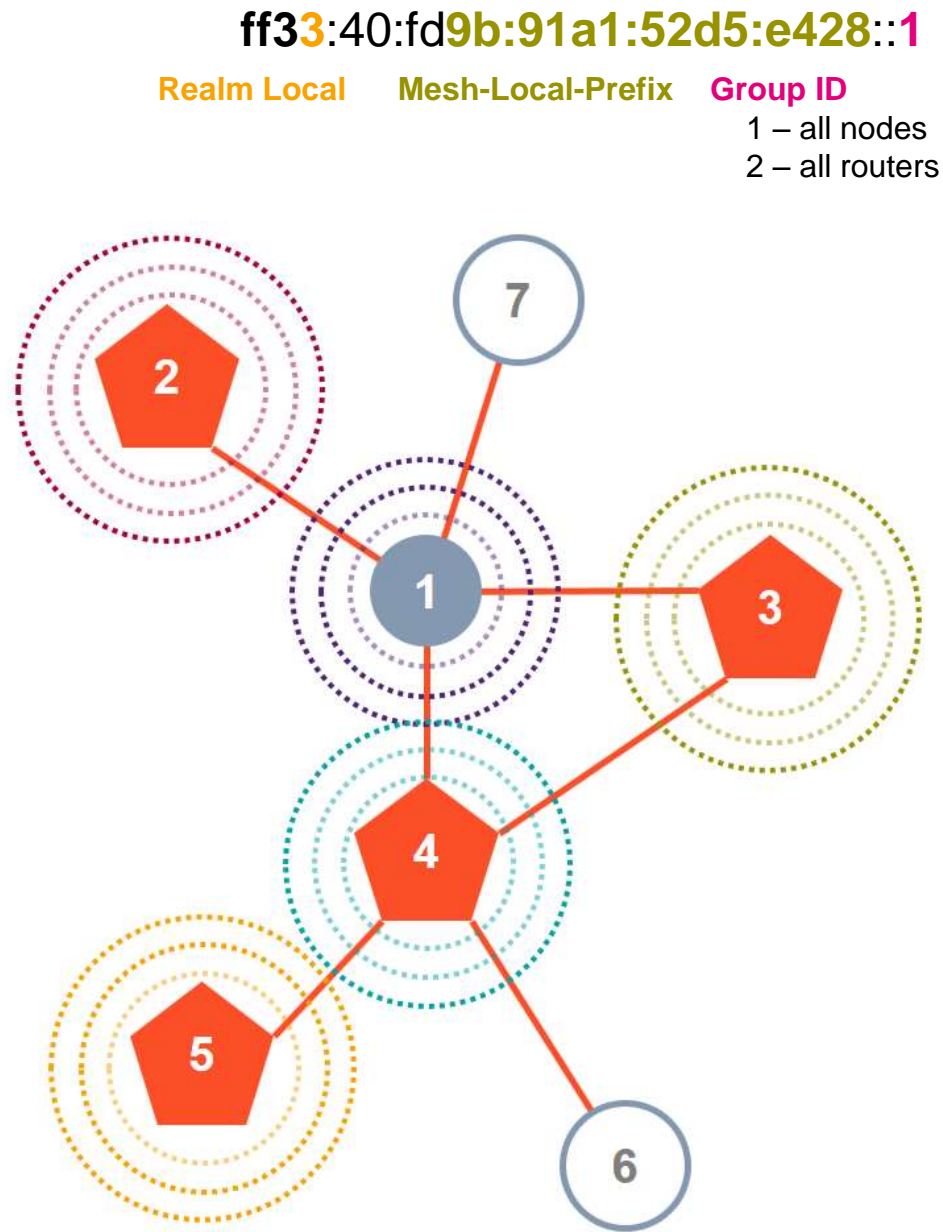 ff33:40:fd9b:91a1:52d5:e428::1
Realm Local Mesh-Local-Prefix Group ID
1 – all nodes
2 – all routers
7
2
1
3
4
5
6